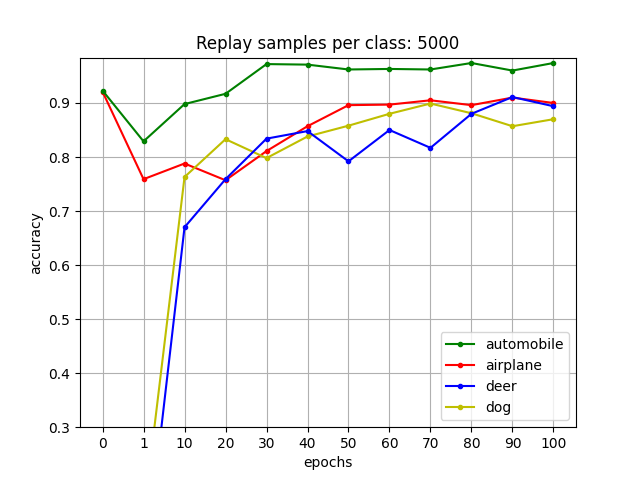 Replay samples per class: 5000
accuracy
0.9
0.8
0.7
0.6
0.5
0.4
0.3
automobile
airplane
deer
dog
0 1 10 20 30 40 50 60 70 80 90 100
epochs